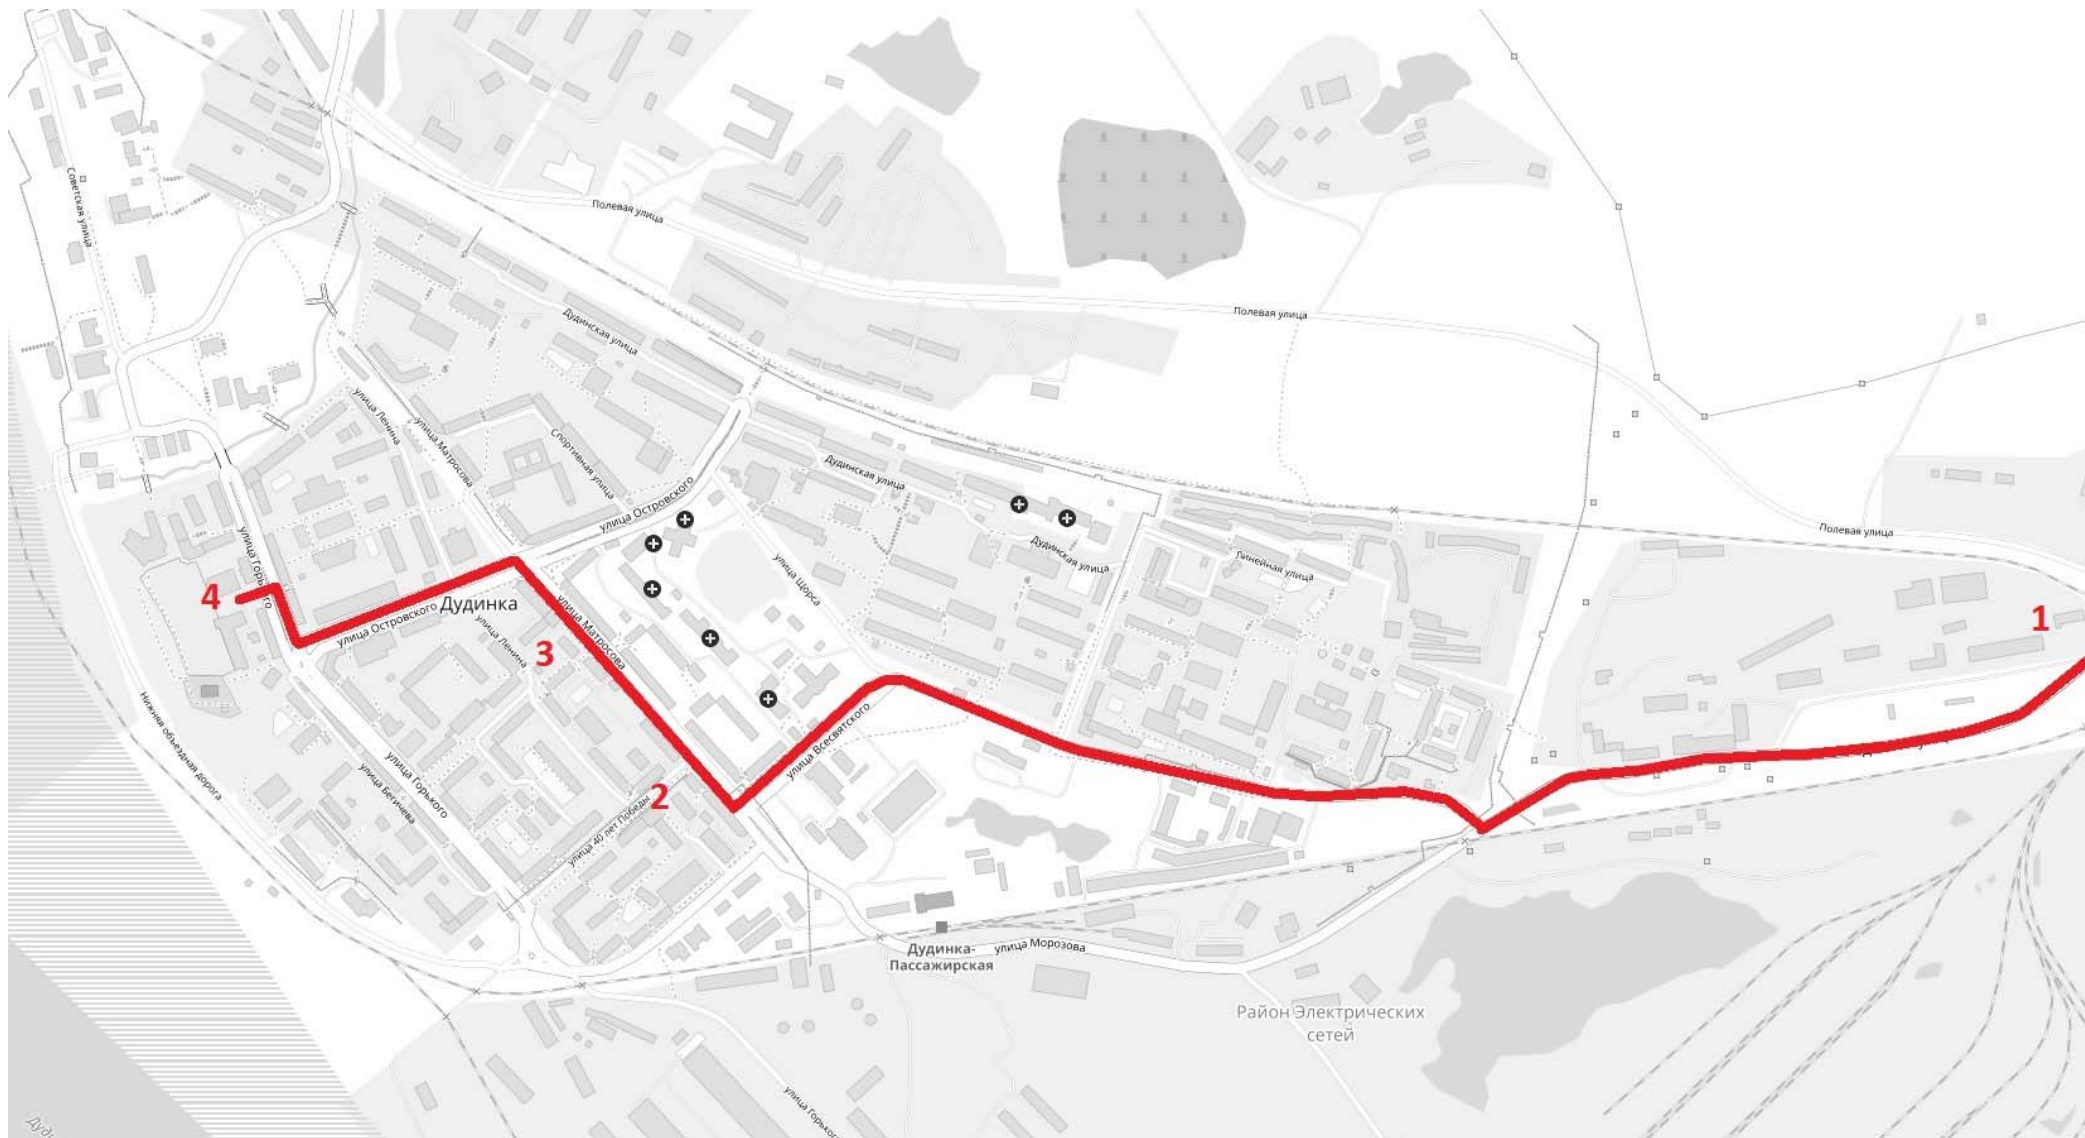 Советская улица
Полевая улица
Полевая улица
Дудинская улица
улица Ленина
улица Матросова
Спортивная улица
улица Островского
Дудинская улица
Полевая улица
Дудинская улица
Линейная улица
улица Щорса
улица Горького
4
1
улица Островского
Дудинка
улица Ленина
3
улица Матросова
Нижняя объездная дорога
улица Всесвятского
улица Горького
улица Бегичева
2
улица 40 лет Победы
Дудинка-
Пассажирская
улица Морозова
Район Электрических
сетей
улица Горького